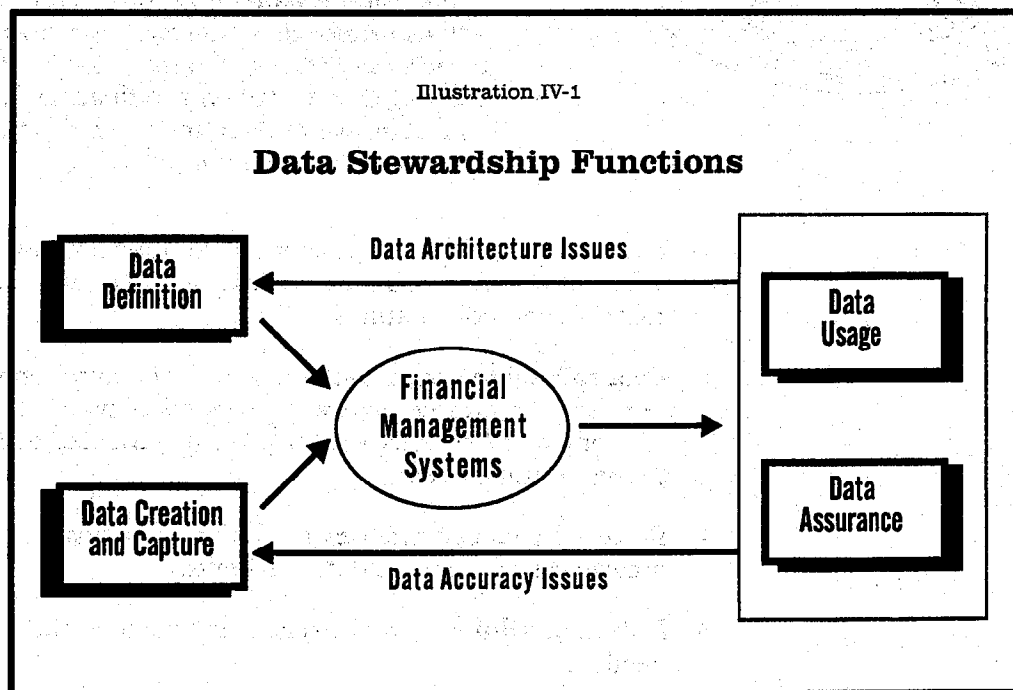 Illustration IV-1
Data Stewardship Functions
Data
Definition
Data Architecture Issues
Data
Usage
Financial
Management
Systems
Data Creation
and Capture
Data Accuracy Issues
Data
Assurance